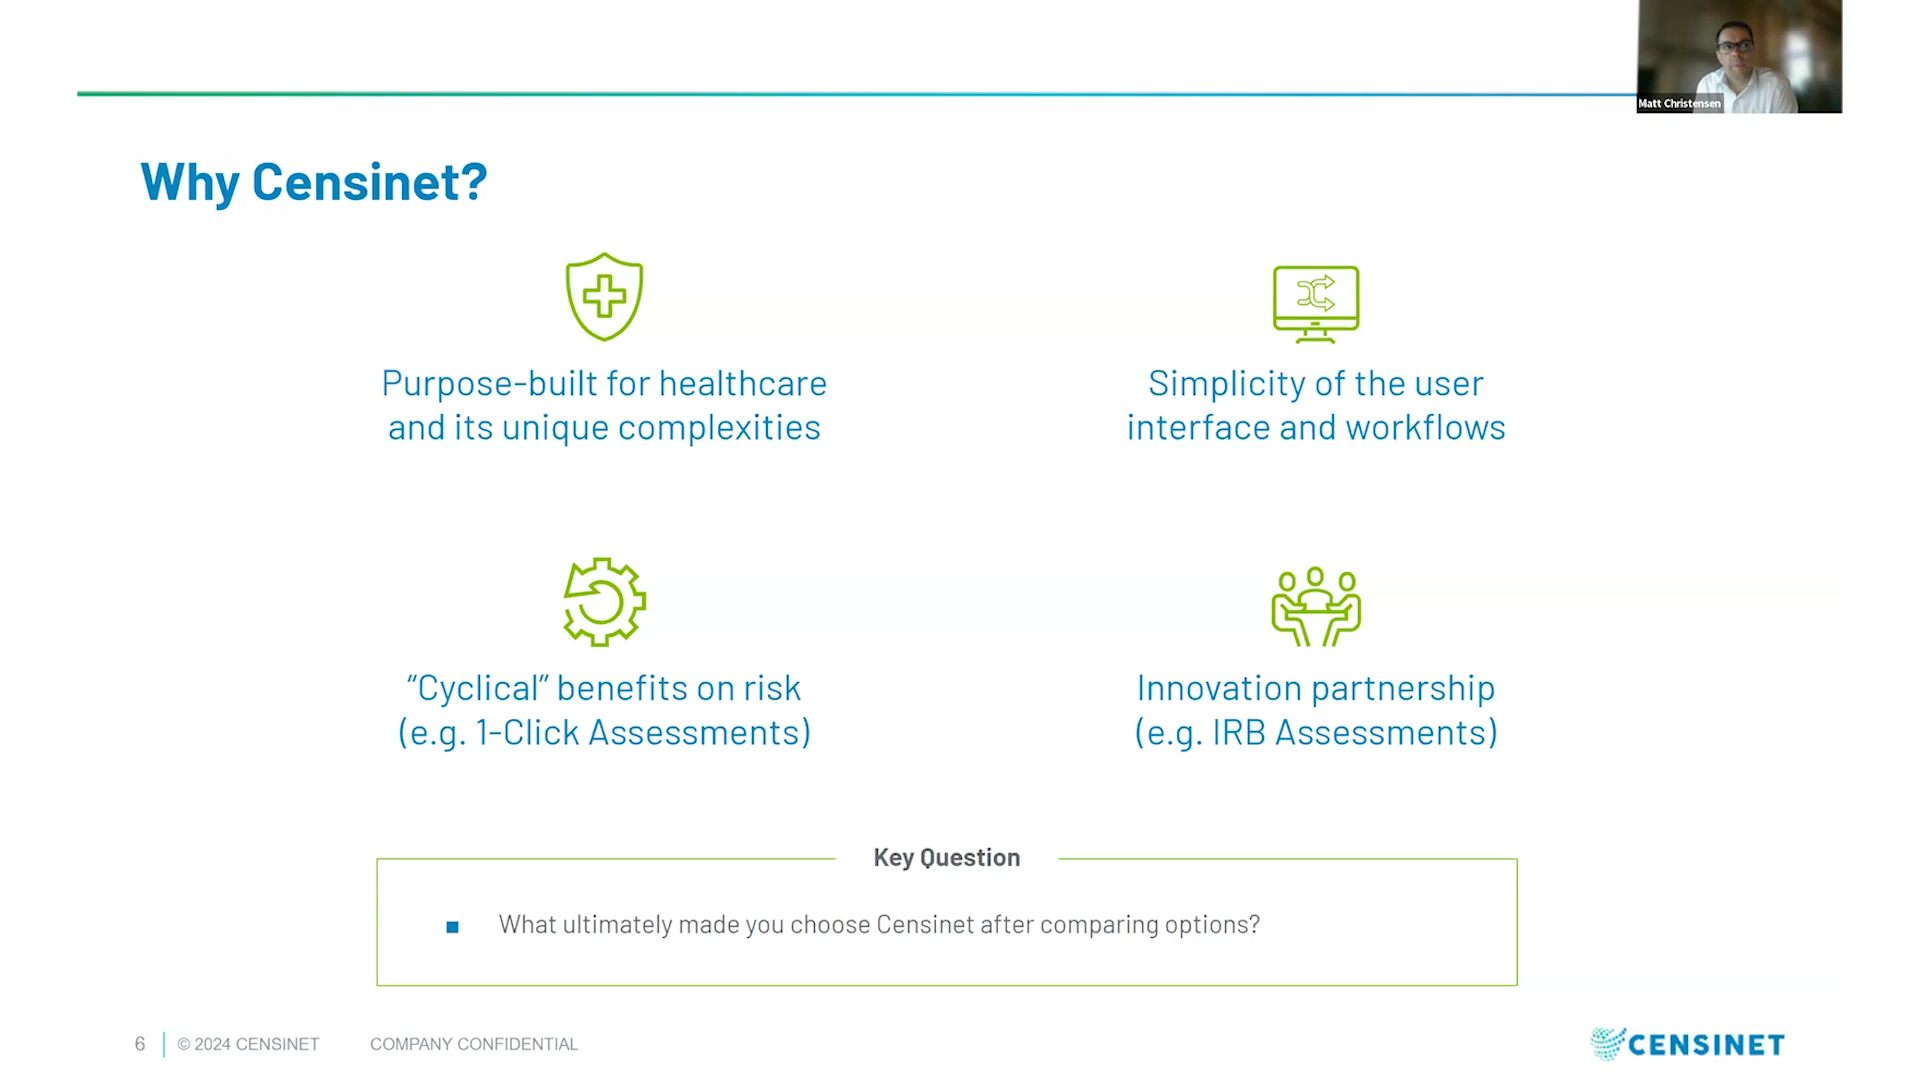 Matt Christensen
Why Censinet?
Purpose-built for healthcare
and its unique complexities
Simplicity of the user
interface and workflows
“Cyclical” benefits on risk
(e.g. 1-Click Assessments)
Innovation partnership
(e.g. IRB Assessments)
Key Question
What ultimately made you choose Censinet after comparing options?
6 © 2024 CENSINET COMPANY CONFIDENTIAL
CENSINET